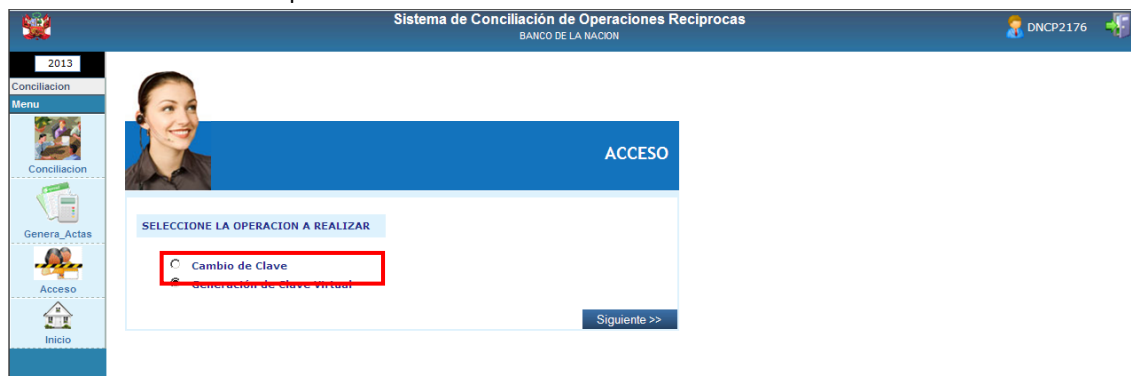 Sistema de Conciliación de Operaciones Reciprocas
BANCO DE LA NACION
DNCP2176
2013
Conciliacion
Menu
Conciliacion
Genera_Actas
Acceso
Inicio
ACCESO
SELECCIONE LA OPERACION A REALIZAR
Cambio de Clave
Generación de Clave Virtual
Siguiente >>